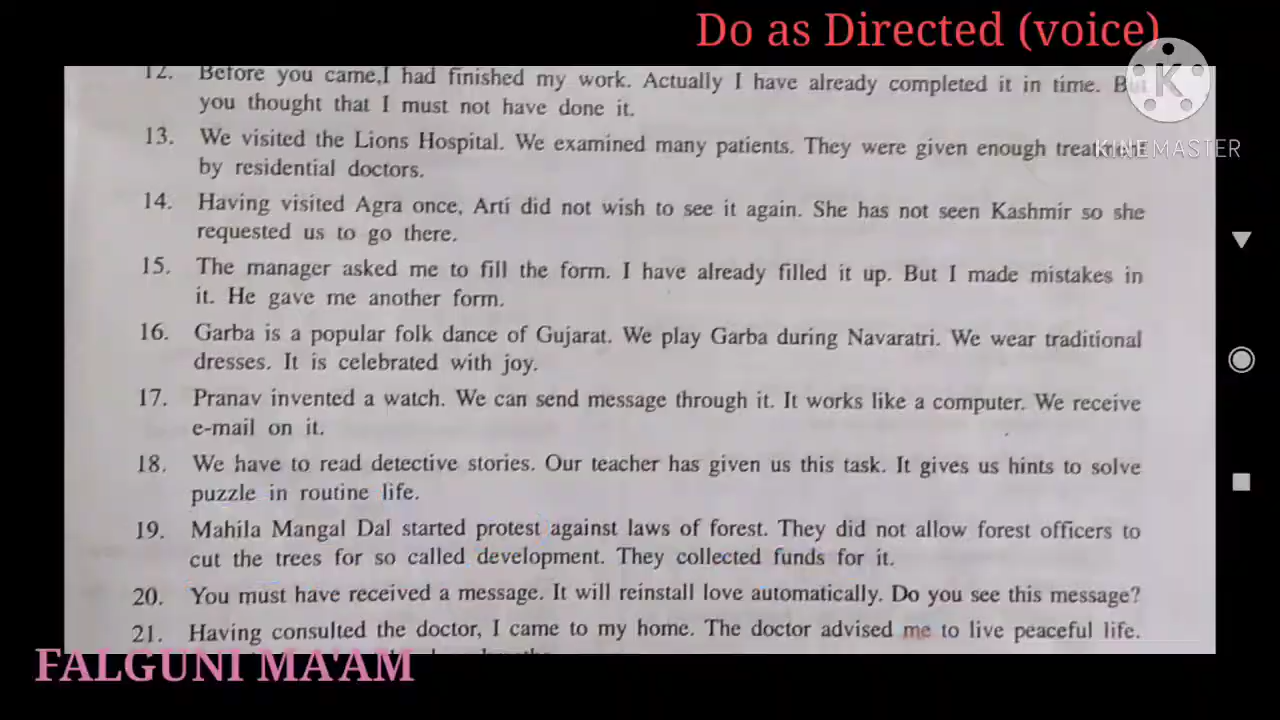 Do as Directed (voice)
12. Before you came,I had finished my work. Actually I have already completed it in time. But
you thought that I must not have done it.
K
13. We visited the Lions Hospital. We examined many patients. They were given enough treatment
KINEMASTER
by residential doctors.
14. Having visited Agra once, Arti did not wish to see it again. She has not seen Kashmir so she
requested us to go there.
15. The manager asked me to fill the form. I have already filled it up. But I made mistakes in
it. He gave me another form.
16. Garba is a popular folk dance of Gujarat. We play Garba during Navaratri. We wear traditional
dresses. It is celebrated with joy.
17. Pranav invented a watch. We can send message through it. It works like a computer. We receive
e-mail on it.
18. We have to read detective stories. Our teacher has given us this task. It gives us hints to solve
puzzle in routine life.
19. Mahila Mangal Dal started protest against laws of forest. They did not allow forest officers to
cut the trees for so called development. They collected funds for it.
20. You must have received a message. It will reinstall love automatically. Do you see this message?
21. Having consulted the doctor, I came to my home. The doctor advised me to live peaceful life.
FALGUNI MA'AM